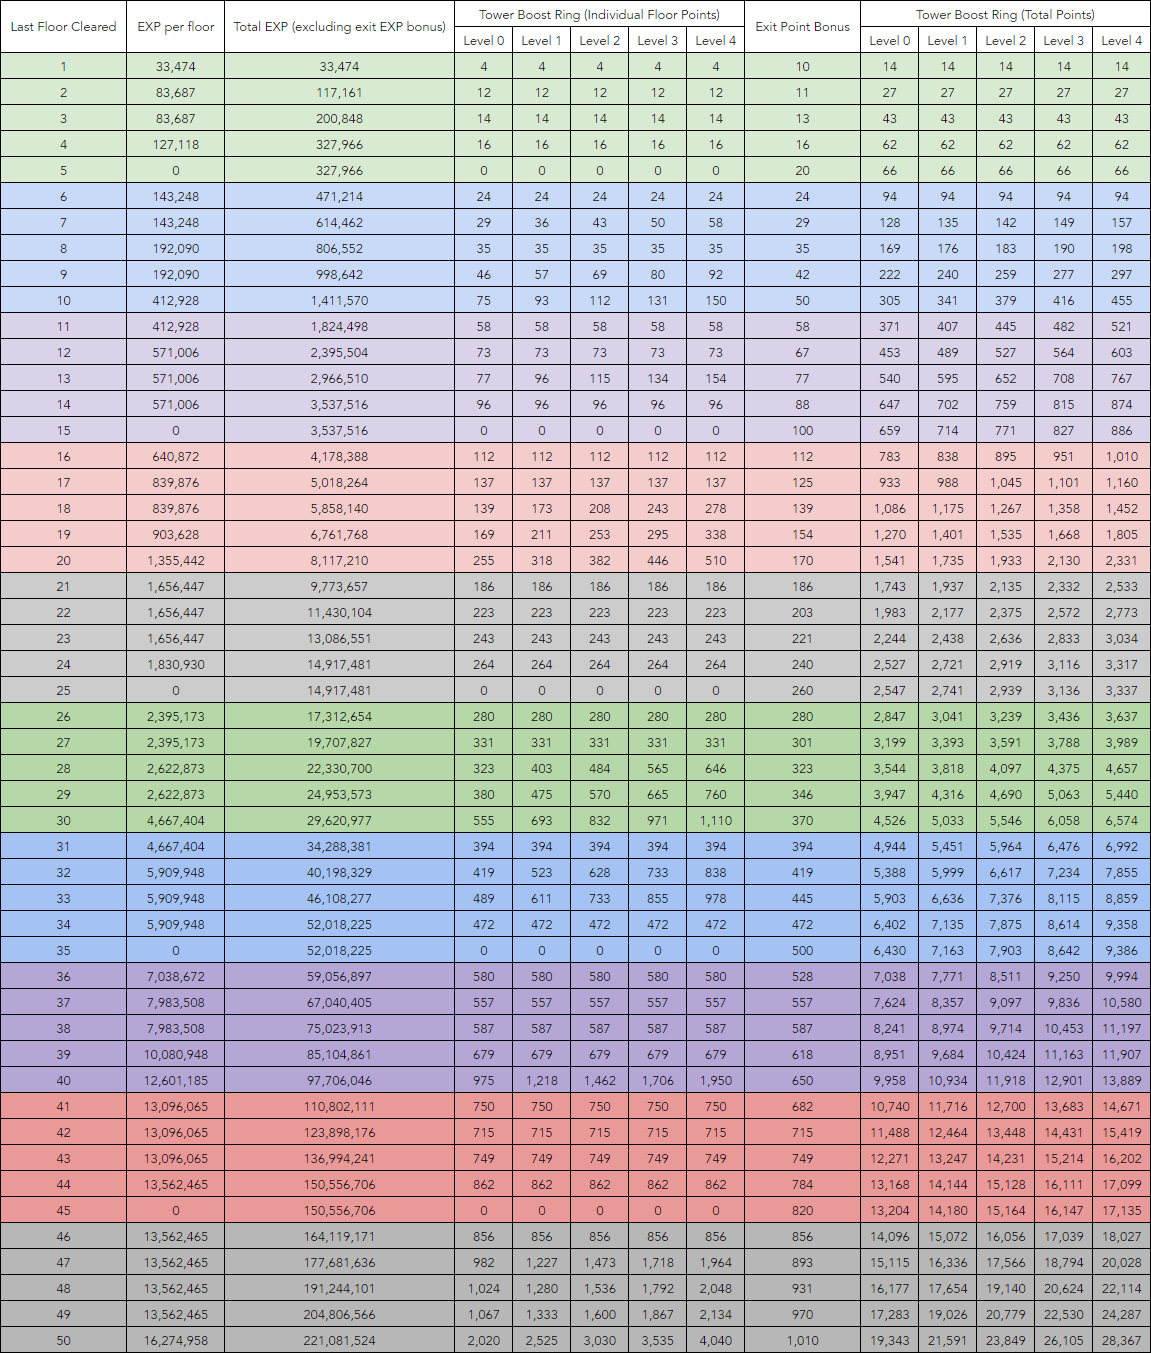 Last Floor Cleared EXP per floor Total EXP (excluding exit EXP bonus) Tower Boost Ring (Individual Floor Points) Exit Point Bonus Tower Boost Ring (Total Points)
Level 0 Level 1 Level 2 Level 3 Level 4 Level 0 Level 1 Level 2 Level 3 Level 4
1 33,474 33,474 4 4 4 4 4 10 14 14 14 14 14
2 83,687 117,161 12 12 12 12 12 11 27 27 27 27 27
3 83,687 200,848 14 14 14 14 14 13 43 43 43 43 43
4 127,118 327,966 16 16 16 16 16 16 62 62 62 62 62
5 0 327,966 0 0 0 0 0 20 66 66 66 66 66
6 143,248 471,214 24 24 24 24 24 24 94 94 94 94 94
7 143,248 614,462 29 36 43 50 58 29 128 135 142 149 157
8 192,090 806,552 35 35 35 35 35 35 169 176 183 190 198
9 192,090 998,642 46 57 69 80 92 42 222 240 259 277 297
10 412,928 1,411,570 75 93 112 131 150 50 305 341 379 416 455
11 412,928 1,824,498 58 58 58 58 58 58 371 407 445 482 521
12 571,006 2,395,504 73 73 73 73 73 67 453 489 527 564 603
13 571,006 2,966,510 77 96 115 134 154 77 540 595 652 708 767
14 571,006 3,537,516 96 96 96 96 96 88 647 702 759 815 874
15 0 3,537,516 0 0 0 0 0 100 659 714 771 827 886
16 640,872 4,178,388 112 112 112 112 112 112 783 838 895 951 1,010
17 839,876 5,018,264 137 137 137 137 137 125 933 988 1,045 1,101 1,160
18 839,876 5,858,140 139 173 208 243 278 139 1,086 1,175 1,267 1,358 1,452
19 903,628 6,761,768 169 211 253 295 338 154 1,270 1,401 1,535 1,668 1,805
20 1,355,442 8,117,210 255 318 382 446 510 170 1,541 1,735 1,933 2,130 2,331
21 1,656,447 9,773,657 186 186 186 186 186 186 1,743 1,937 2,135 2,332 2,533
22 1,656,447 11,430,104 223 223 223 223 223 203 1,983 2,177 2,375 2,572 2,773
23 1,656,447 13,086,551 243 243 243 243 243 221 2,244 2,438 2,636 2,833 3,034
24 1,830,930 14,917,481 264 264 264 264 264 240 2,527 2,721 2,919 3,116 3,317
25 0 14,917,481 0 0 0 0 0 260 2,547 2,741 2,939 3,136 3,337
26 2,395,173 17,312,654 280 280 280 280 280 280 2,847 3,041 3,239 3,436 3,637
27 2,395,173 19,707,827 331 331 331 331 331 301 3,199 3,393 3,591 3,788 3,989
28 2,622,873 22,330,700 323 403 484 565 646 323 3,544 3,818 4,097 4,375 4,657
29 2,622,873 24,953,573 380 475 570 665 760 346 3,947 4,316 4,690 5,063 5,440
30 4,667,404 29,620,977 555 693 832 971 1,110 370 4,526 5,033 5,546 6,058 6,574
31 4,667,404 34,288,381 394 394 394 394 394 394 4,944 5,451 5,964 6,476 6,992
32 5,909,948 40,198,329 419 523 628 733 838 419 5,388 5,999 6,617 7,234 7,855
33 5,909,948 46,108,277 489 611 733 855 978 445 5,903 6,636 7,376 8,115 8,859
34 5,909,948 52,018,225 472 472 472 472 472 472 6,402 7,135 7,875 8,614 9,358
35 0 52,018,225 0 0 0 0 0 500 6,430 7,163 7,903 8,642 9,386
36 7,038,672 59,056,897 580 580 580 580 580 528 7,038 7,771 8,511 9,250 9,994
37 7,983,508 67,040,405 557 557 557 557 557 557 7,624 8,357 9,097 9,836 10,580
38 7,983,508 75,023,913 587 587 587 587 587 587 8,241 8,974 9,714 10,453 11,197
39 10,080,948 85,104,861 679 679 679 679 679 618 8,951 9,684 10,424 11,163 11,907
40 12,601,185 97,706,046 975 1,218 1,462 1,706 1,950 650 9,958 10,934 11,918 12,901 13,889
41 13,096,065 110,802,111 750 750 750 750 750 682 10,740 11,716 12,700 13,683 14,671
42 13,096,065 123,898,176 715 715 715 715 715 715 11,488 12,464 13,448 14,431 15,419
43 13,096,065 136,994,241 749 749 749 749 749 749 12,271 13,247 14,231 15,214 16,202
44 13,562,465 150,556,706 862 862 862 862 862 784 13,168 14,144 15,128 16,111 17,099
45 0 150,556,706 0 0 0 0 0 820 13,204 14,180 15,164 16,147 17,135
46 13,562,465 164,119,171 856 856 856 856 856 856 14,096 15,072 16,056 17,039 18,027
47 13,562,465 177,681,636 982 1,227 1,473 1,718 1,964 893 15,115 16,336 17,566 18,794 20,028
48 13,562,465 191,244,101 1,024 1,280 1,536 1,792 2,048 931 16,177 17,654 19,140 20,624 22,114
49 13,562,465 204,806,566 1,067 1,333 1,600 1,867 2,134 970 17,283 19,026 20,779 22,530 24,287
50 16,274,958 221,081,524 2,020 2,525 3,030 3,535 4,040 1,010 19,343 21,591 23,849 26,105 28,367